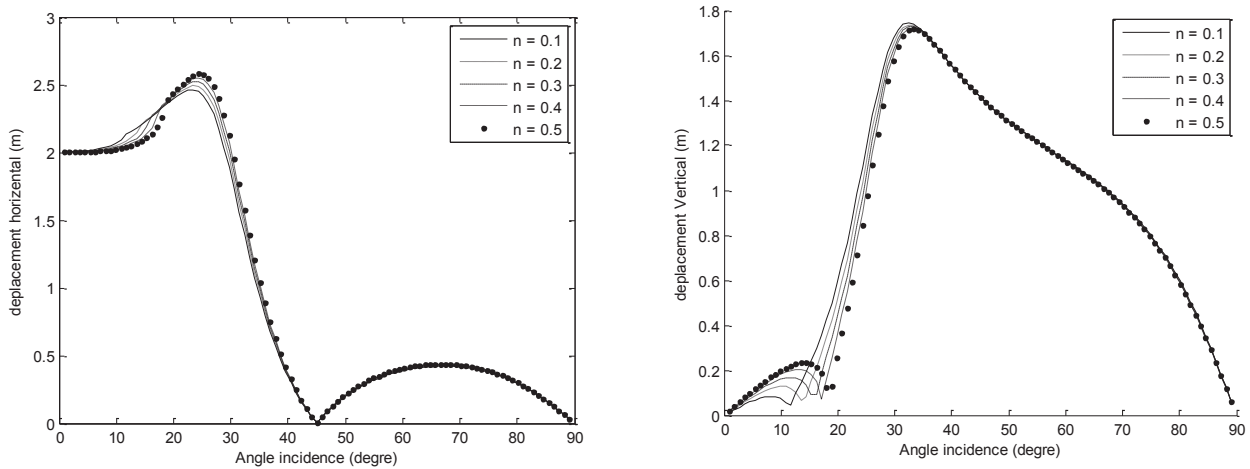 3
2.5
2
1.5
1
0.5
0
0 10 20 30 40 50 60 70 80 90
deplacement horizental (m)
Angle incidence (degre)
n = 0.1
n = 0.2
n = 0.3
n = 0.4
n = 0.5
1.8
1.6
1.4
1.2
1
0.8
0.6
0.4
0.2
0
0 10 20 30 40 50 60 70 80 90
deplacement Vertical (m)
Angle incidence (degre)
n = 0.1
n = 0.2
n = 0.3
n = 0.4
n = 0.5